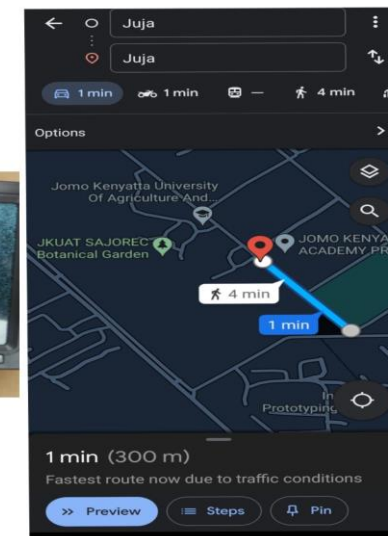 Juja
Juja
1 min
1 min
—
4 min
Options
Jomo Kenyatta University
Of Agriculture And...
JKUAT SAJOREC
Botanical Garden
JOMO KENYA
ACADEMY PR
4 min
1 min
In
Prototyping
1 min (300 m)
Fastest route now due to traffic conditions
Preview
Steps
Pin